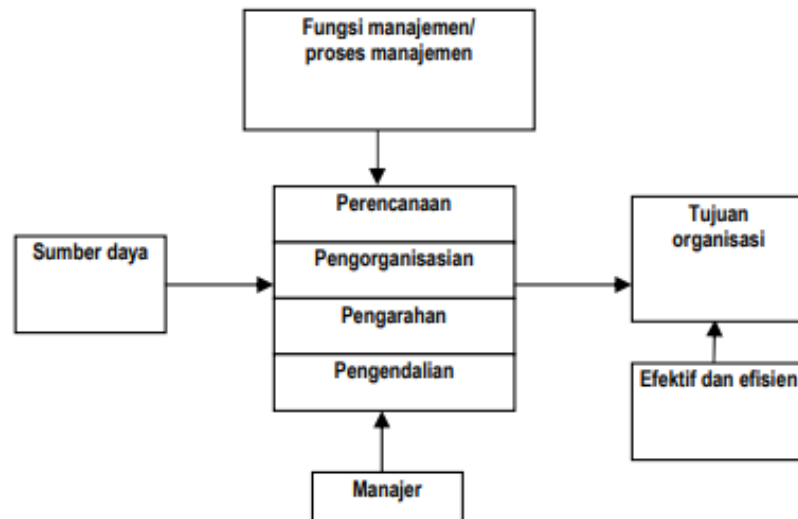 Fungsi manajemen/
proses manajemen
Perencanaan
Sumber daya
Pengorganisasian
Pengarahan
Pengendalian
Tujuan
organisasi
Efektif dan efisien
Manajer